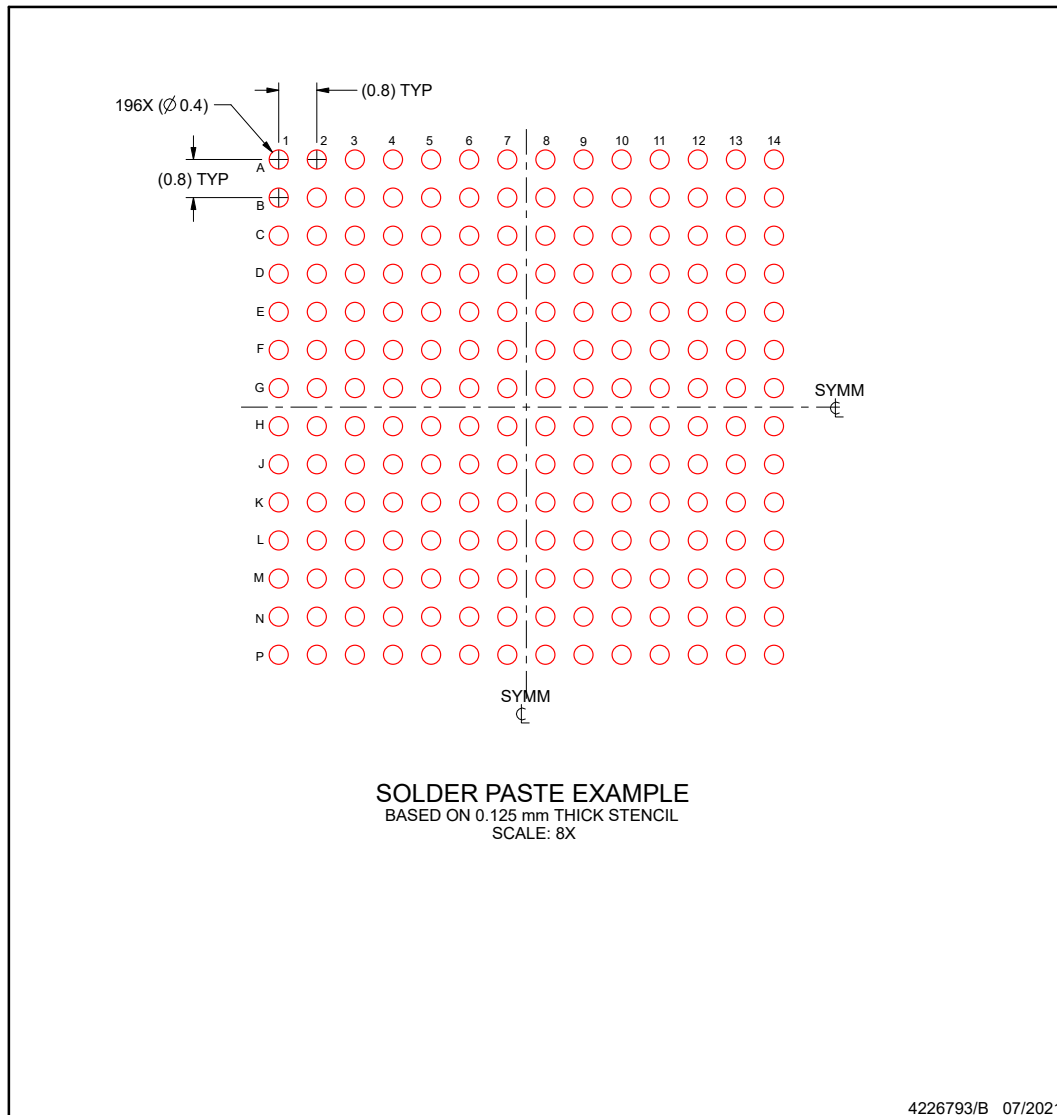 (0.8) TYP
196X (Ø 0.4)
1 2 3 4 5 6 7 8 9 10 11 12 13 14
A
(0.8) TYP
B
C
D
E
F
G
SYMM
H
J
K
L
M
N
P
SYMM
SOLDER PASTE EXAMPLE
BASED ON 0.125 mm THICK STENCIL
SCALE: 8X
4226793/B 07/2021